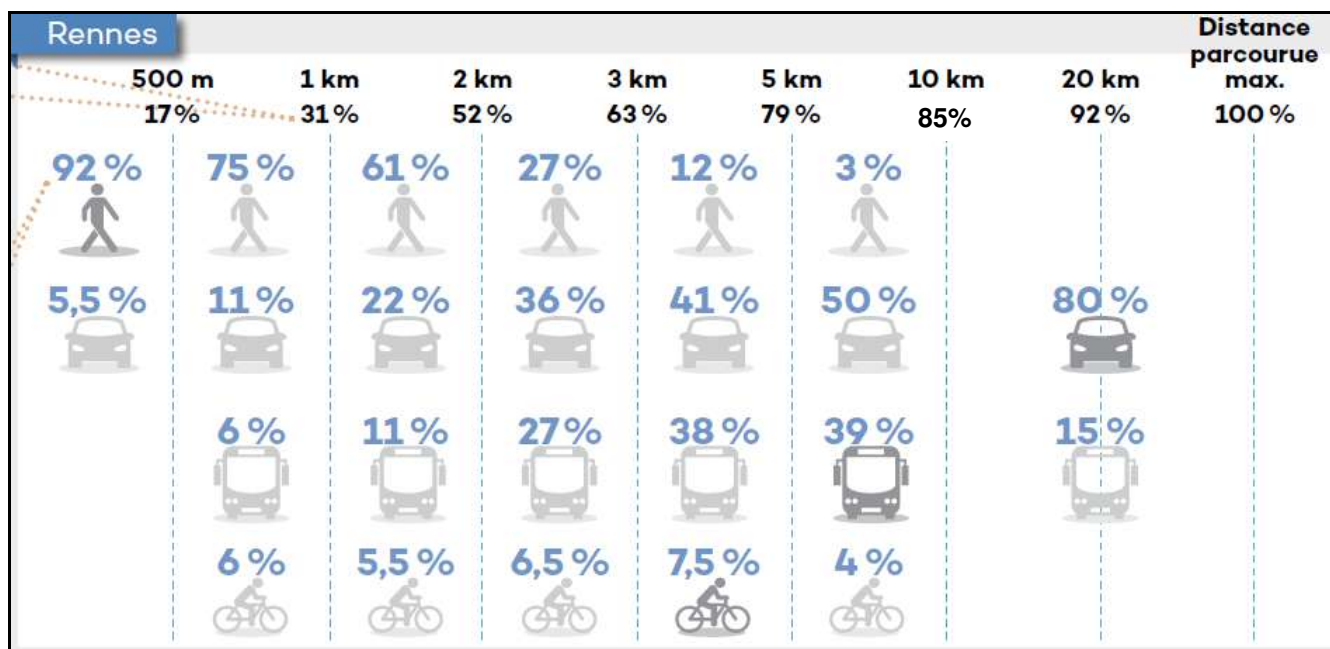 Rennes
Distance
parcourue
max.
500 m 1 km 2 km 3 km 5 km 10 km 20 km
17% 31% 52% 63% 79% 85% 92% 100%
92% 75% 61% 27% 12% 3%
5,5% 11% 22% 36% 41% 50% 80%
6% 11% 27% 38% 39% 15%
6% 5,5% 6,5% 7,5% 4%